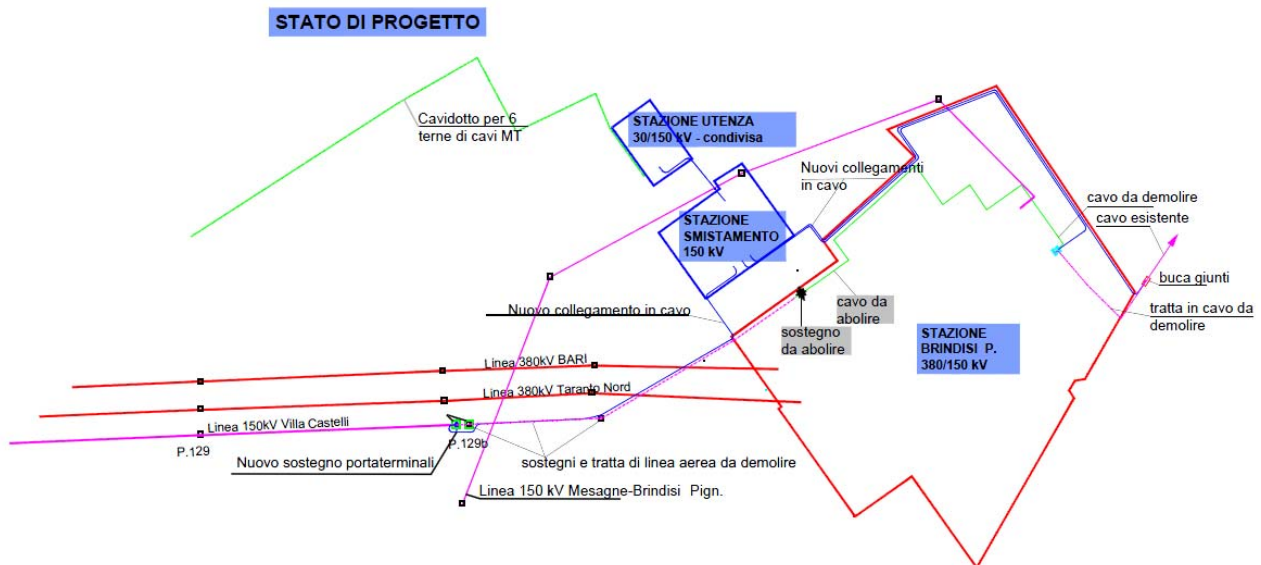 STATO DI PROGETTO
Cavidotto per 6
terne di cavi MT
STAZIONE UTENZA
30/150 kV - condivisa
Nuovi collegamenti
in cavo
STAZIONE
SMISTAMENTO
150 kV
cavo da demolire
cavo esistente
buca giunti
tratta in cavo da
demolire
Nuovo collegamento in cavo
cavo da
abolire
sostegno
da abolire
STAZIONE
BRINDISI P.
380/150 kV
Linea 380kV BARI
Linea 380kV Taranto Nord
Linea 150kV Villa Castelli
P.129
P.129b
Nuovo sostegno portaterminali
sostegni e tratta di linea aerea da demolire
Linea 150 kV Mesagne-Brindisi Pign.